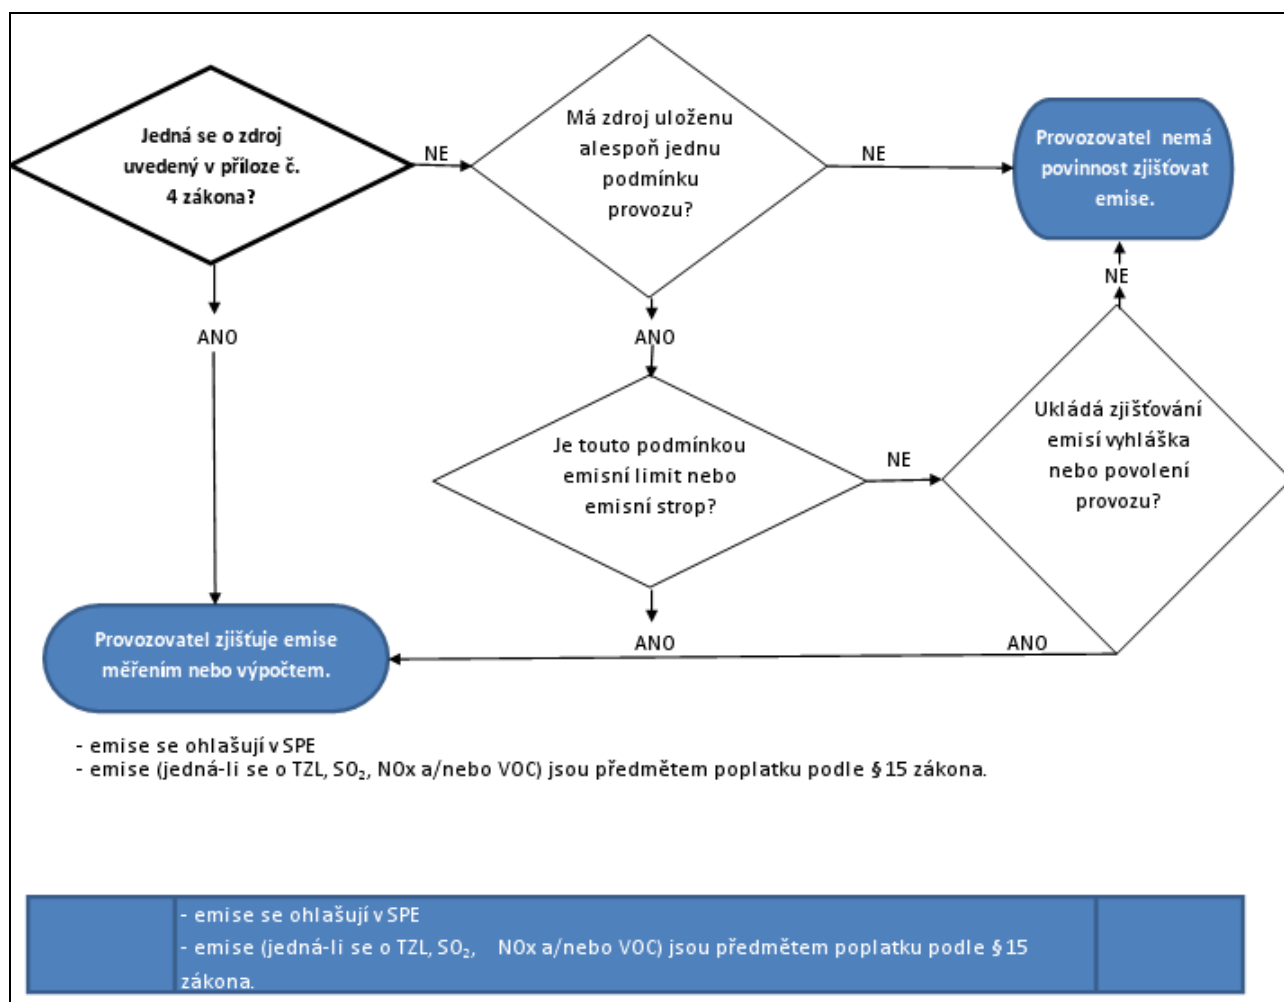 Jedná se o zdroj
uvedený v příloze č.
4 zákona?
NE
Má zdroj uloženu
alespoň jednu
podmínku
provozu?
NE
Provozovatel nemá
povinnost zjišťovat
emise.
NE
ANO
ANO
Je touto podmínkou
emisní limit nebo
emisní strop?
NE
Ukládá zjišťování
emisí vyhláška
nebo povolení
provozu?
Provozovatel zjišťuje emise
měřením nebo výpočtem.
ANO
ANO
- emise se ohlašují v SPE
- emise (jedná-li se o TZL, SO₂, NOx a/nebo VOC) jsou předmětem poplatku podle § 15 zákona.
- emise se ohlašují v SPE
- emise (jedná-li se o TZL, SO₂, NOx a/nebo VOC) jsou předmětem poplatku podle § 15
zákona.